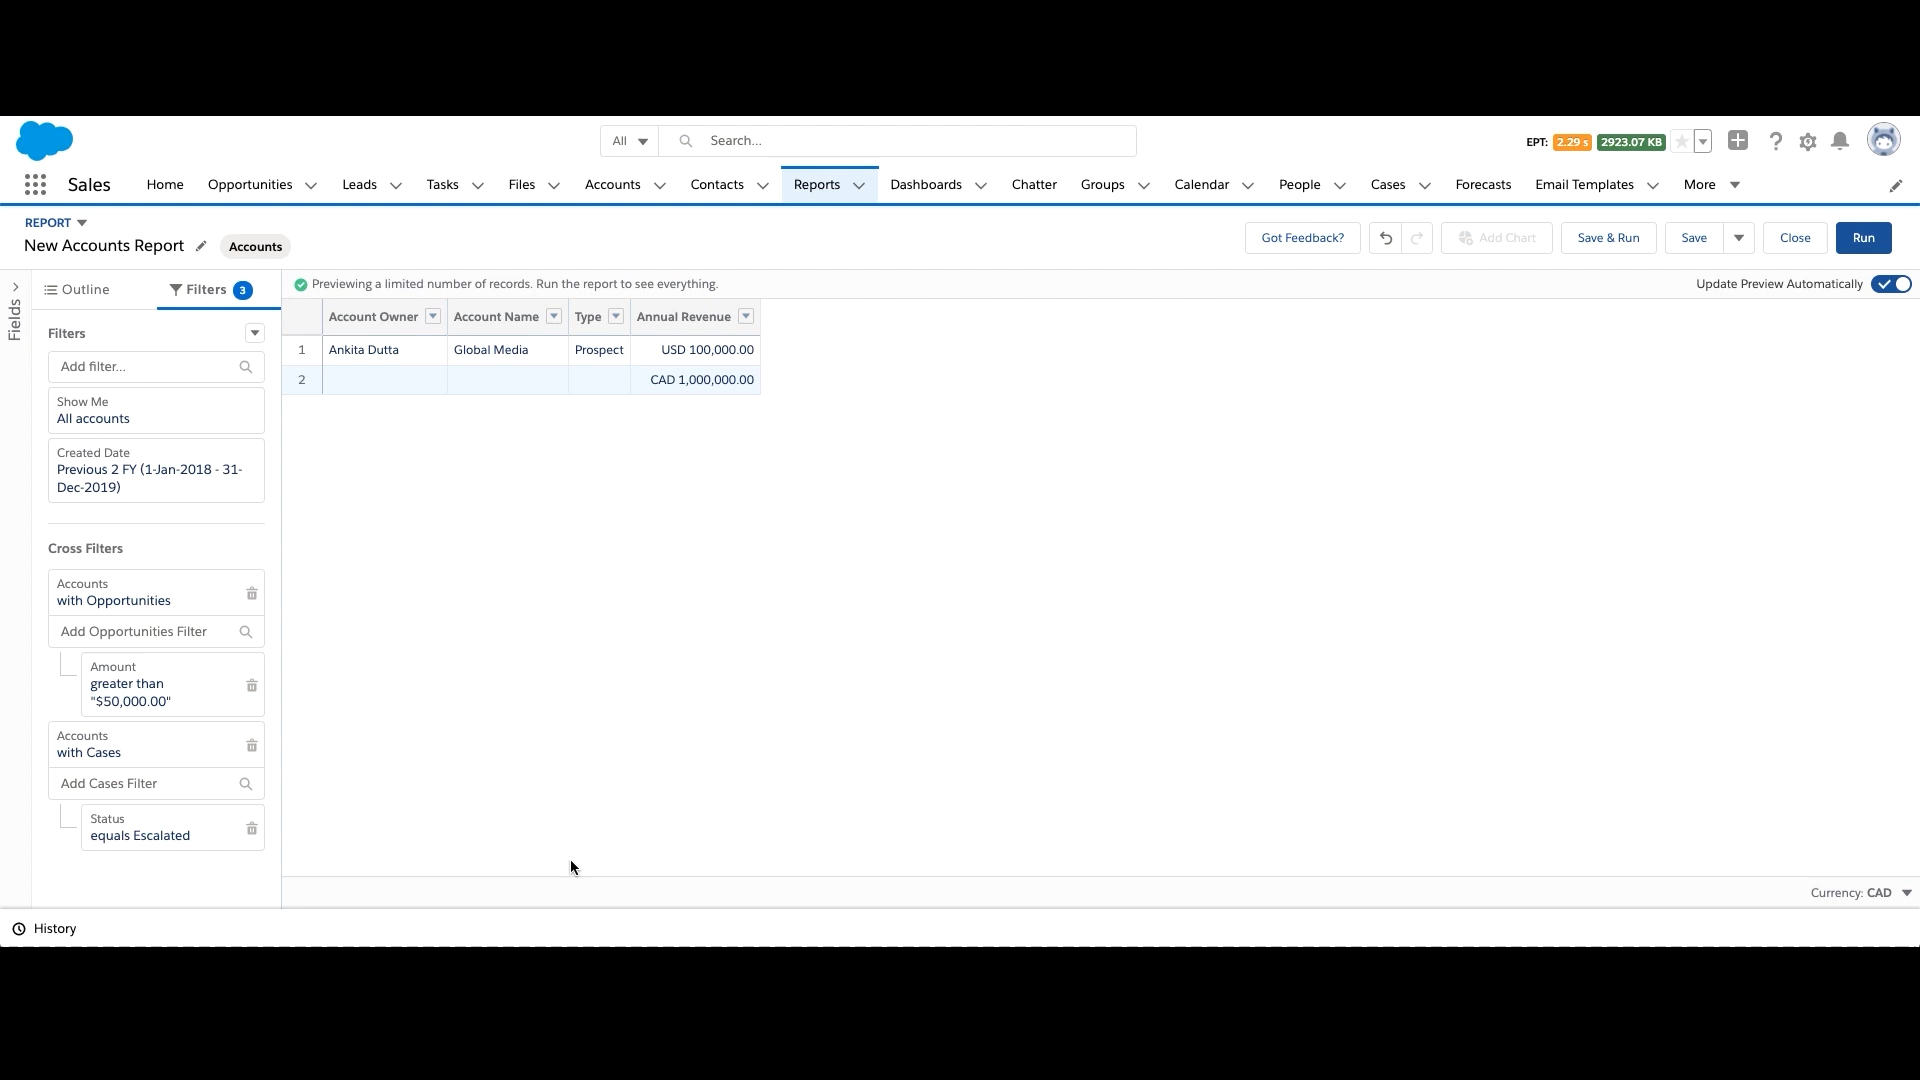 All
Search...
EPT: 2.29 s 2923.07 KB
Sales
Home
Opportunities
Leads
Tasks
Files
Accounts
Contacts
Reports
Dashboards
Chatter
Groups
Calendar
People
Cases
Forecasts
Email Templates
More
REPORT
New Accounts Report
Accounts
Got Feedback?
Add Chart
Save & Run
Save
Close
Run
Fields
Outline
Filters 3
Previewing a limited number of records. Run the report to see everything.
Update Preview Automatically
Filters
Add filter...
Show Me
All accounts
Created Date
Previous 2 FY (1-Jan-2018 - 31-
Dec-2019)
Cross Filters
Accounts
with Opportunities
Add Opportunities Filter
Amount
greater than
"$50,000.00"
Accounts
with Cases
Add Cases Filter
Status
equals Escalated
Account Owner Account Name Type Annual Revenue
1 Ankita Dutta Global Media Prospect USD 100,000.00
2 CAD 1,000,000.00
Currency: CAD
History